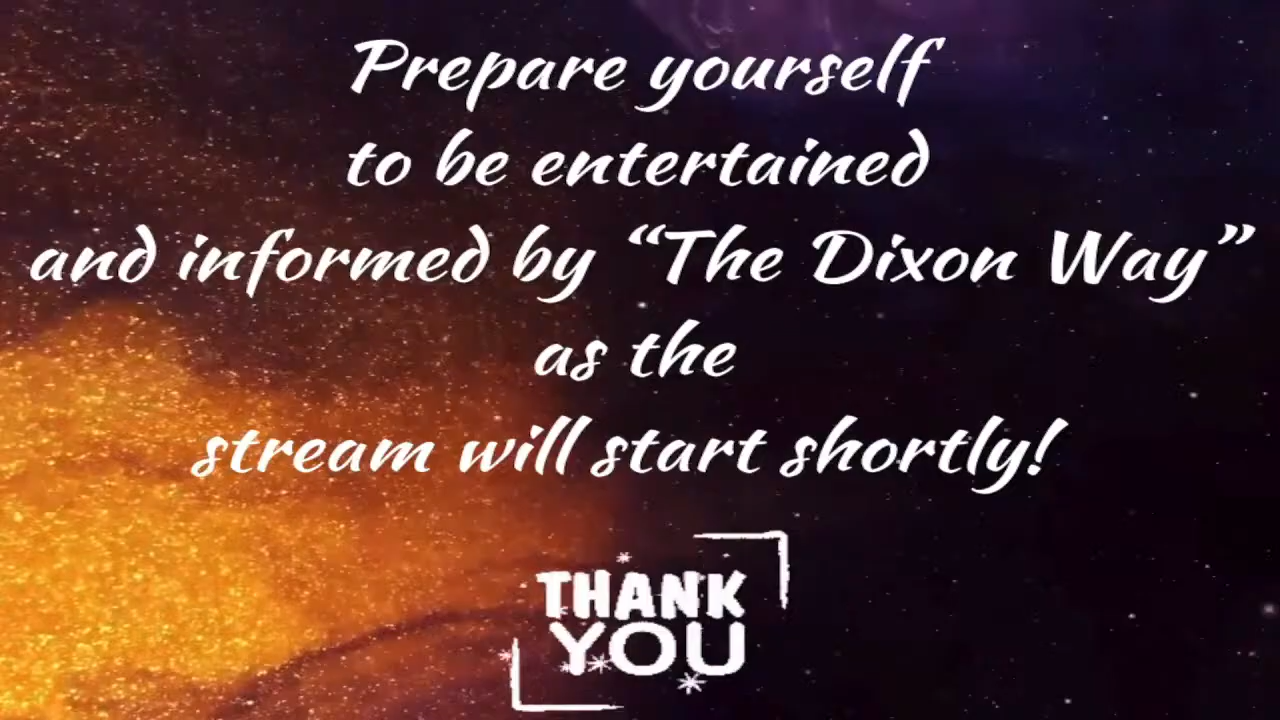 Prepare yourself
to be entertained
and informed by “The Dixon Way”
as the
stream will start shortly!
THANK
YOU